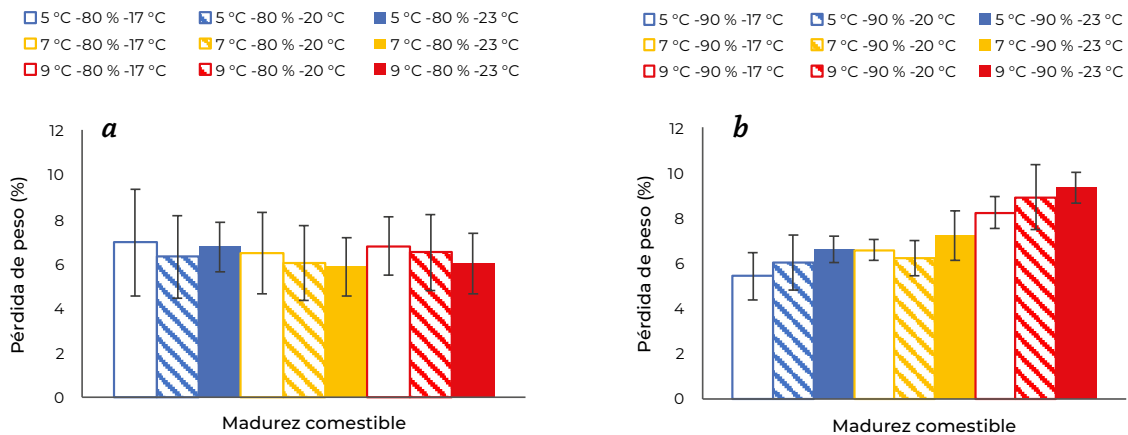 5 °C -80 % -17 °C 5 °C -80 % -20 °C 5 °C -80 % -23 °C
7 °C -80 % -17 °C 7 °C -80 % -20 °C 7 °C -80 % -23 °C
9 °C -80 % -17 °C 9 °C -80 % -20 °C 9 °C -80 % -23 °C
a
12
10
8
6
4
2
0
Pérdida de peso (%)
Madurez comestible
5 °C -90 % -17 °C 5 °C -90 % -20 °C 5 °C -90 % -23 °C
7 °C -90 % -17 °C 7 °C -90 % -20 °C 7 °C -90 % -23 °C
9 °C -90 % -17 °C 9 °C -90 % -20 °C 9 °C -90 % -23 °C
b
12
10
8
6
4
2
0
Pérdida de peso (%)
Madurez comestible